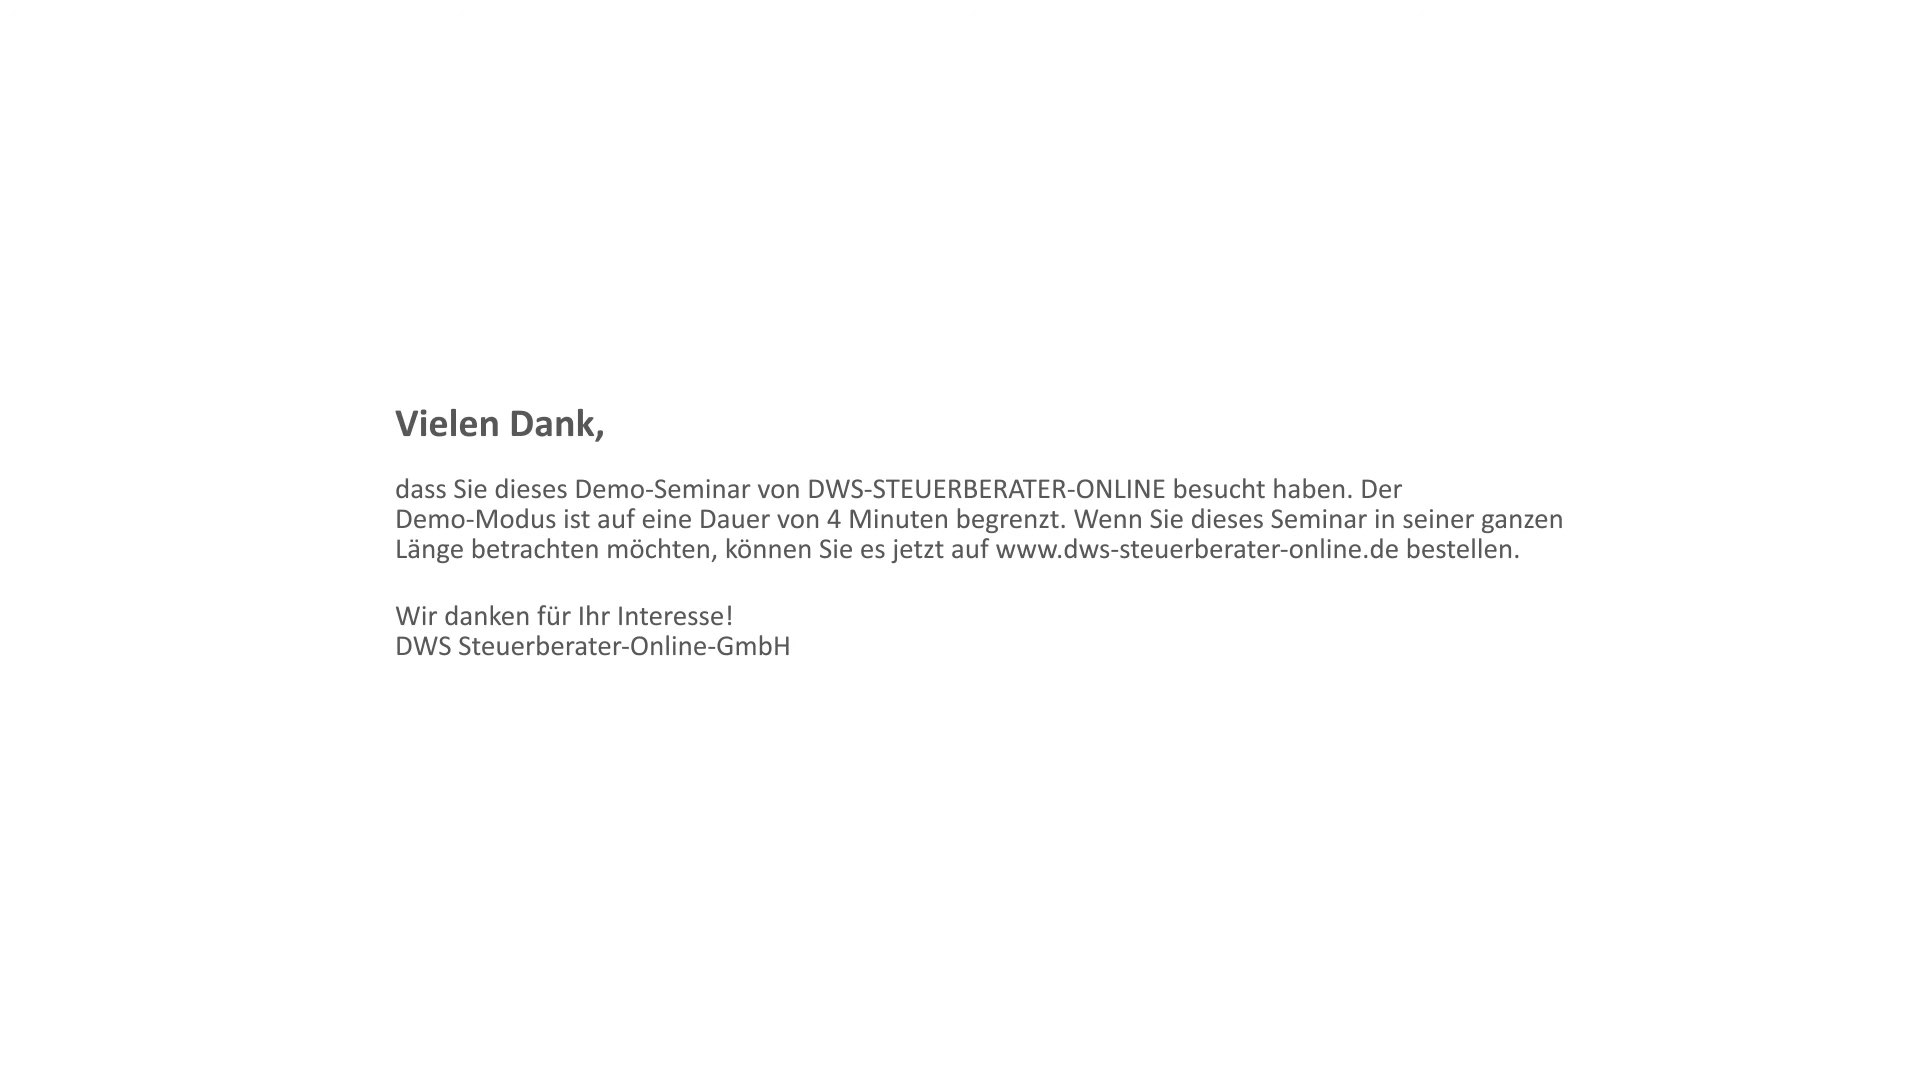 Vielen Dank,
dass Sie dieses Demo-Seminar von DWS-STEUERBERATER-ONLINE besucht haben. Der
Demo-Modus ist auf eine Dauer von 4 Minuten begrenzt. Wenn Sie dieses Seminar in seiner ganzen
Länge betrachten möchten, können Sie es jetzt auf www.dws-steuerberater-online.de bestellen.
Wir danken für Ihr Interesse!
DWS Steuerberater-Online-GmbH